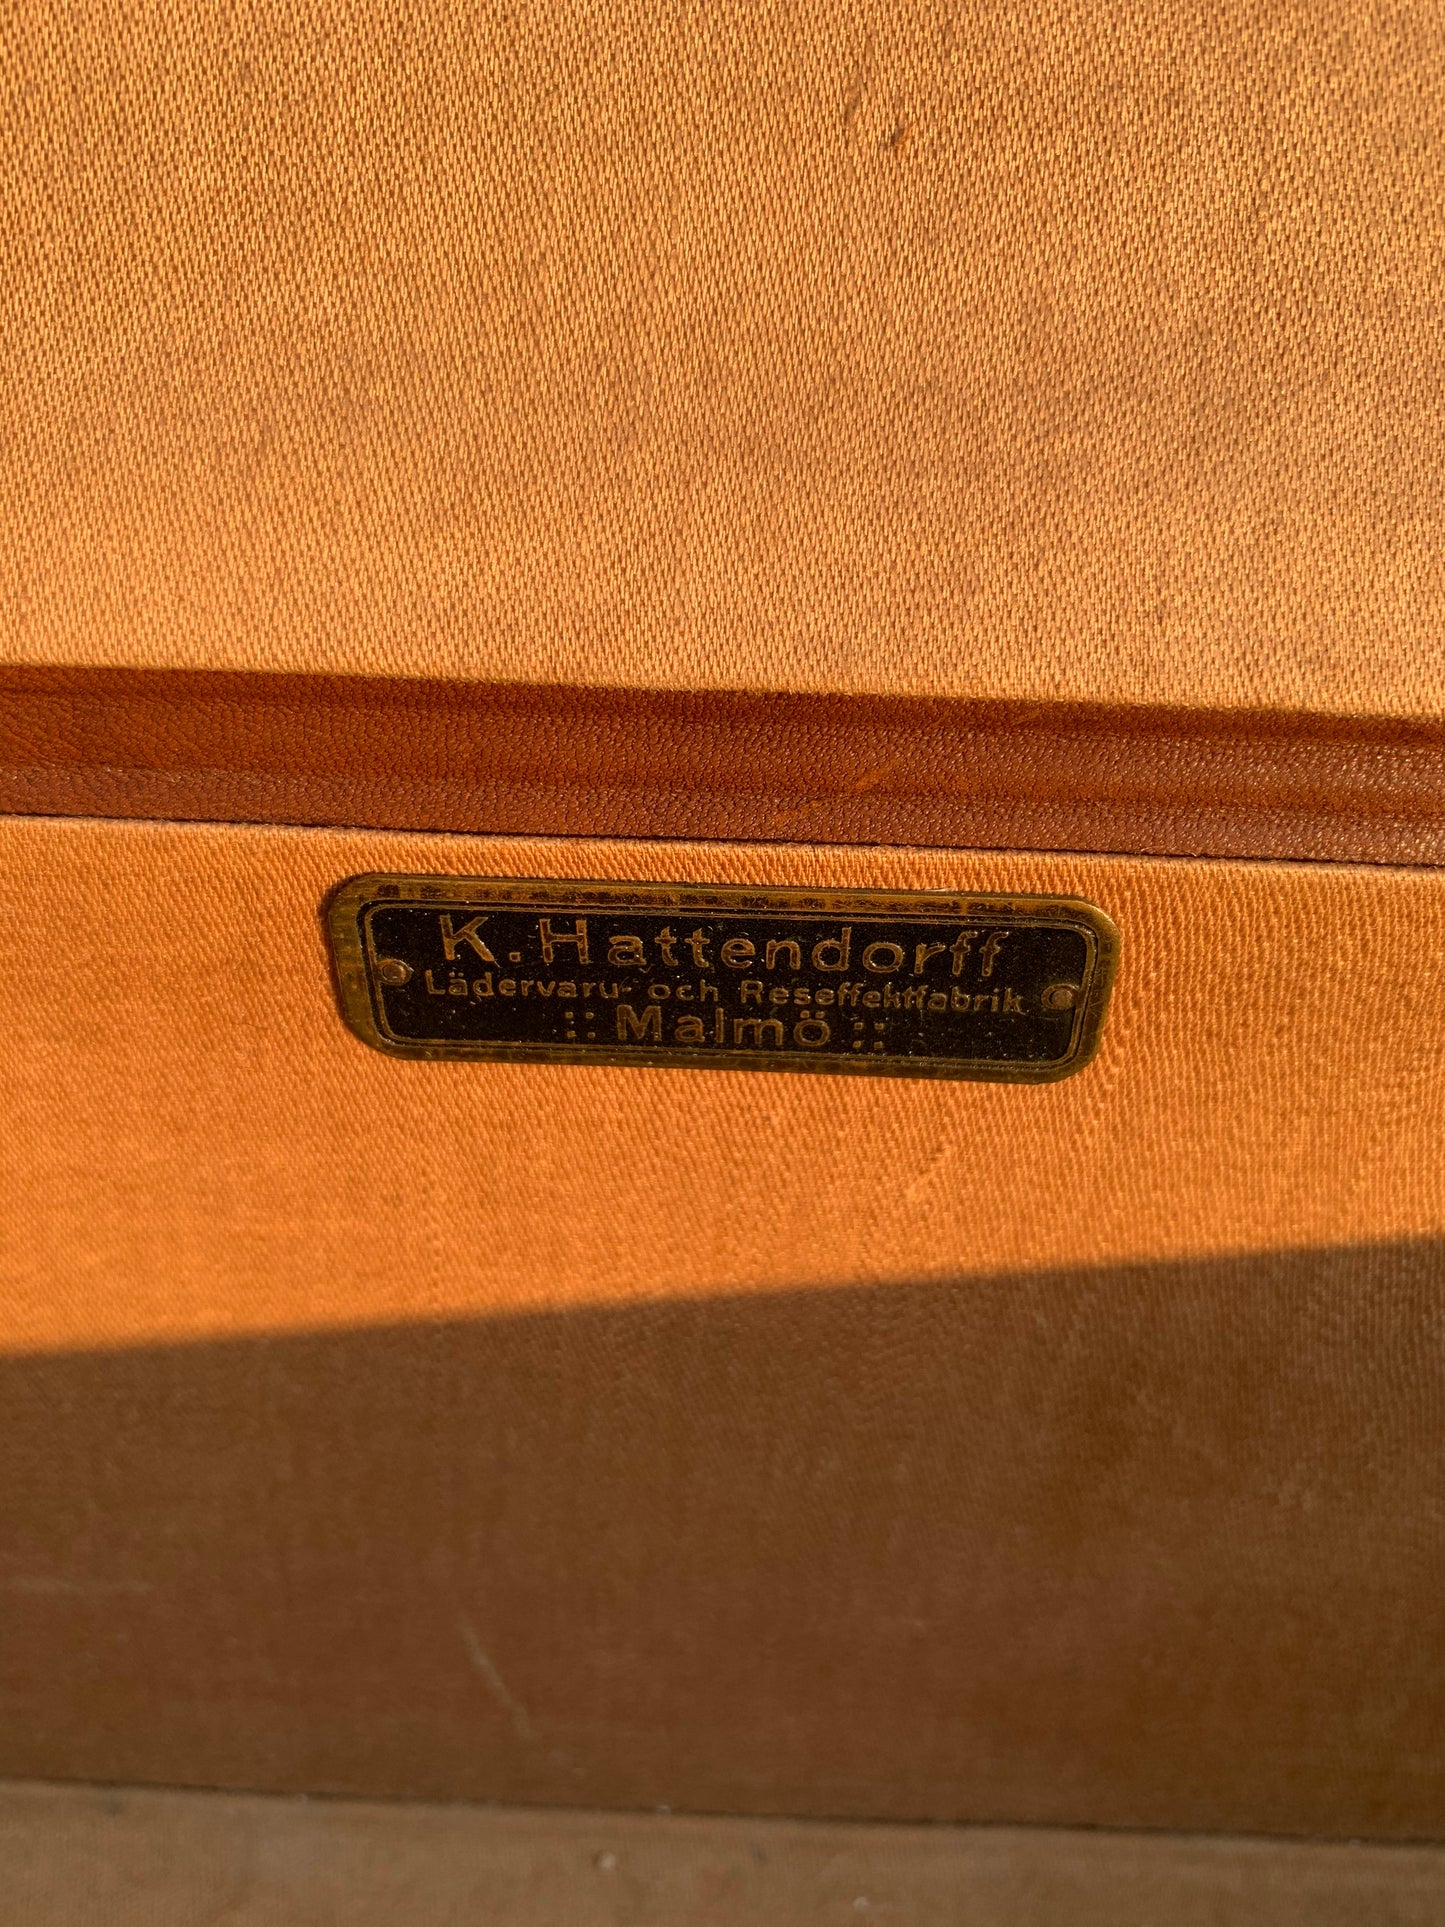 K. Hattendorff
Lädervaru- och Reseffektfabrik
:: Malmö ::